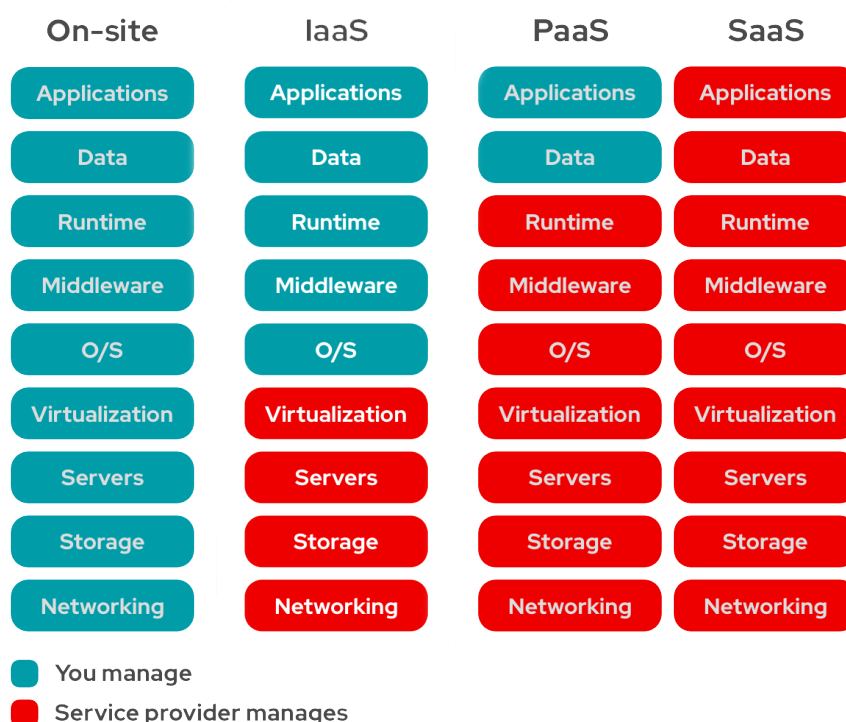 On-site IaaS PaaS SaaS
Applications Applications Applications Applications
Data Data Data Data
Runtime Runtime Runtime Runtime
Middleware Middleware Middleware Middleware
O/S O/S O/S O/S
Virtualization Virtualization Virtualization Virtualization
Servers Servers Servers Servers
Storage Storage Storage Storage
Networking Networking Networking Networking
You manage
Service provider manages